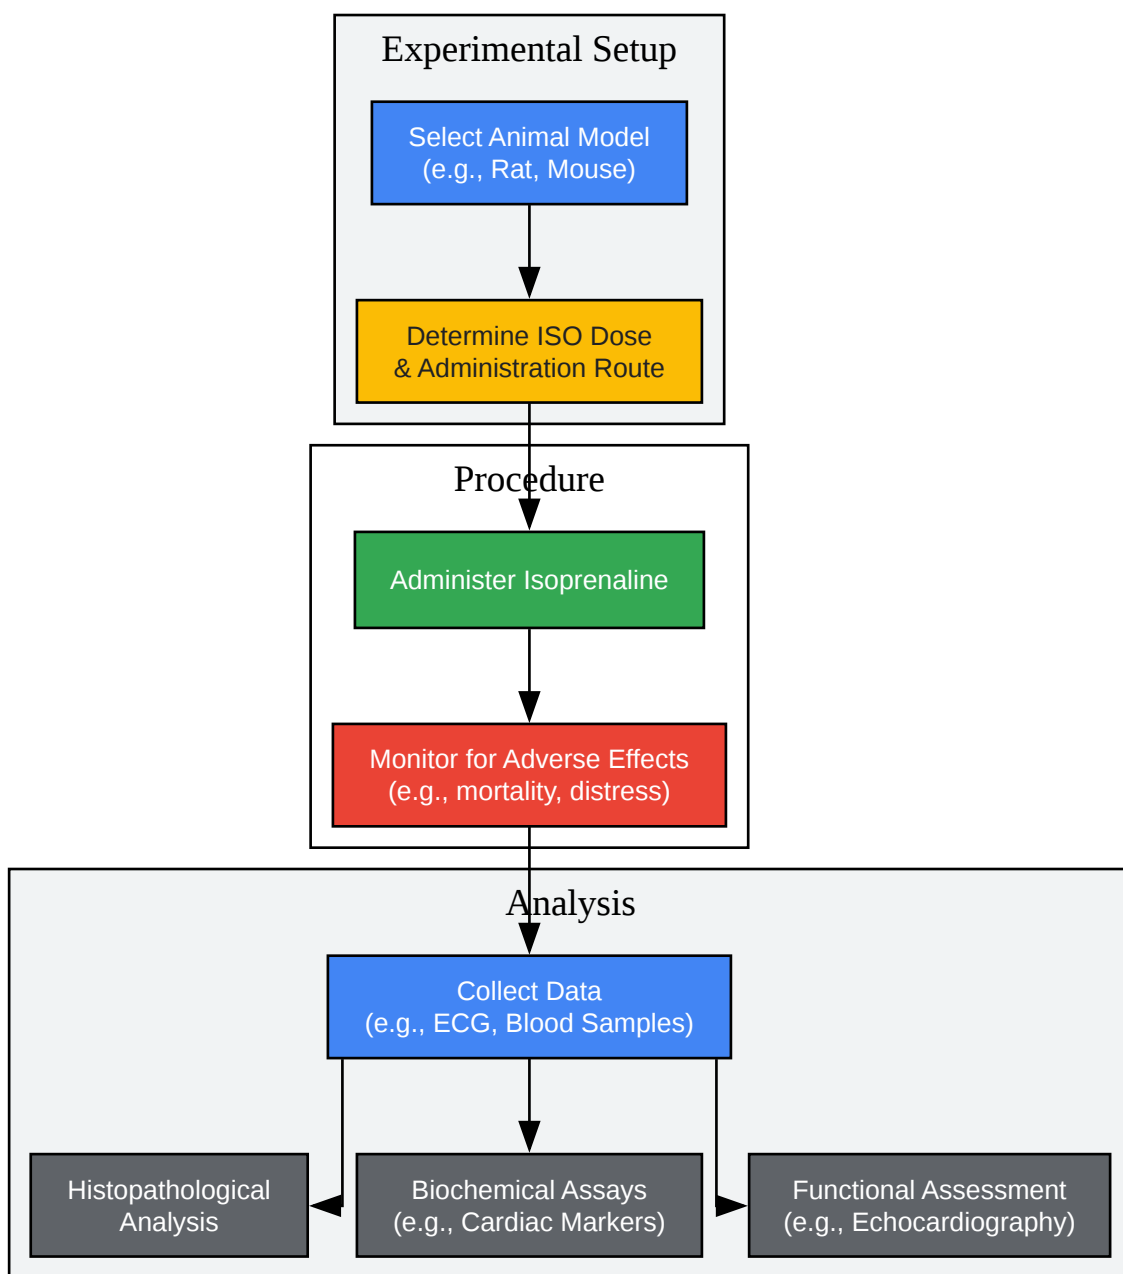 Experimental Setup
Select Animal Model
(e.g., Rat, Mouse)
Determine ISO Dose
& Administration Route
Procedure
Administer Isoprenaline
Monitor for Adverse Effects
(e.g., mortality, distress)
Analysis
Collect Data
(e.g., ECG, Blood Samples)
Histopathological
Analysis
Biochemical Assays
(e.g., Cardiac Markers)
Functional Assessment
(e.g., Echocardiography)